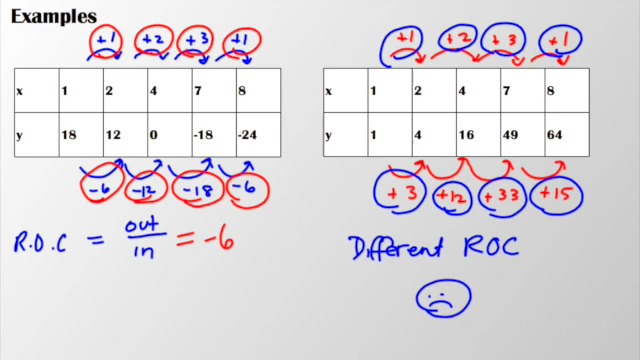 Examples
+1 +2 +3 +1
x 1 2 4 7 8
y 18 12 0 -18 -24
-6 -12 -18 -6
R.O.C = out/in = -6
+1 +2 +3 +1
x 1 2 4 7 8
y 1 4 16 49 64
+3 +12 +33 +15
Different ROC